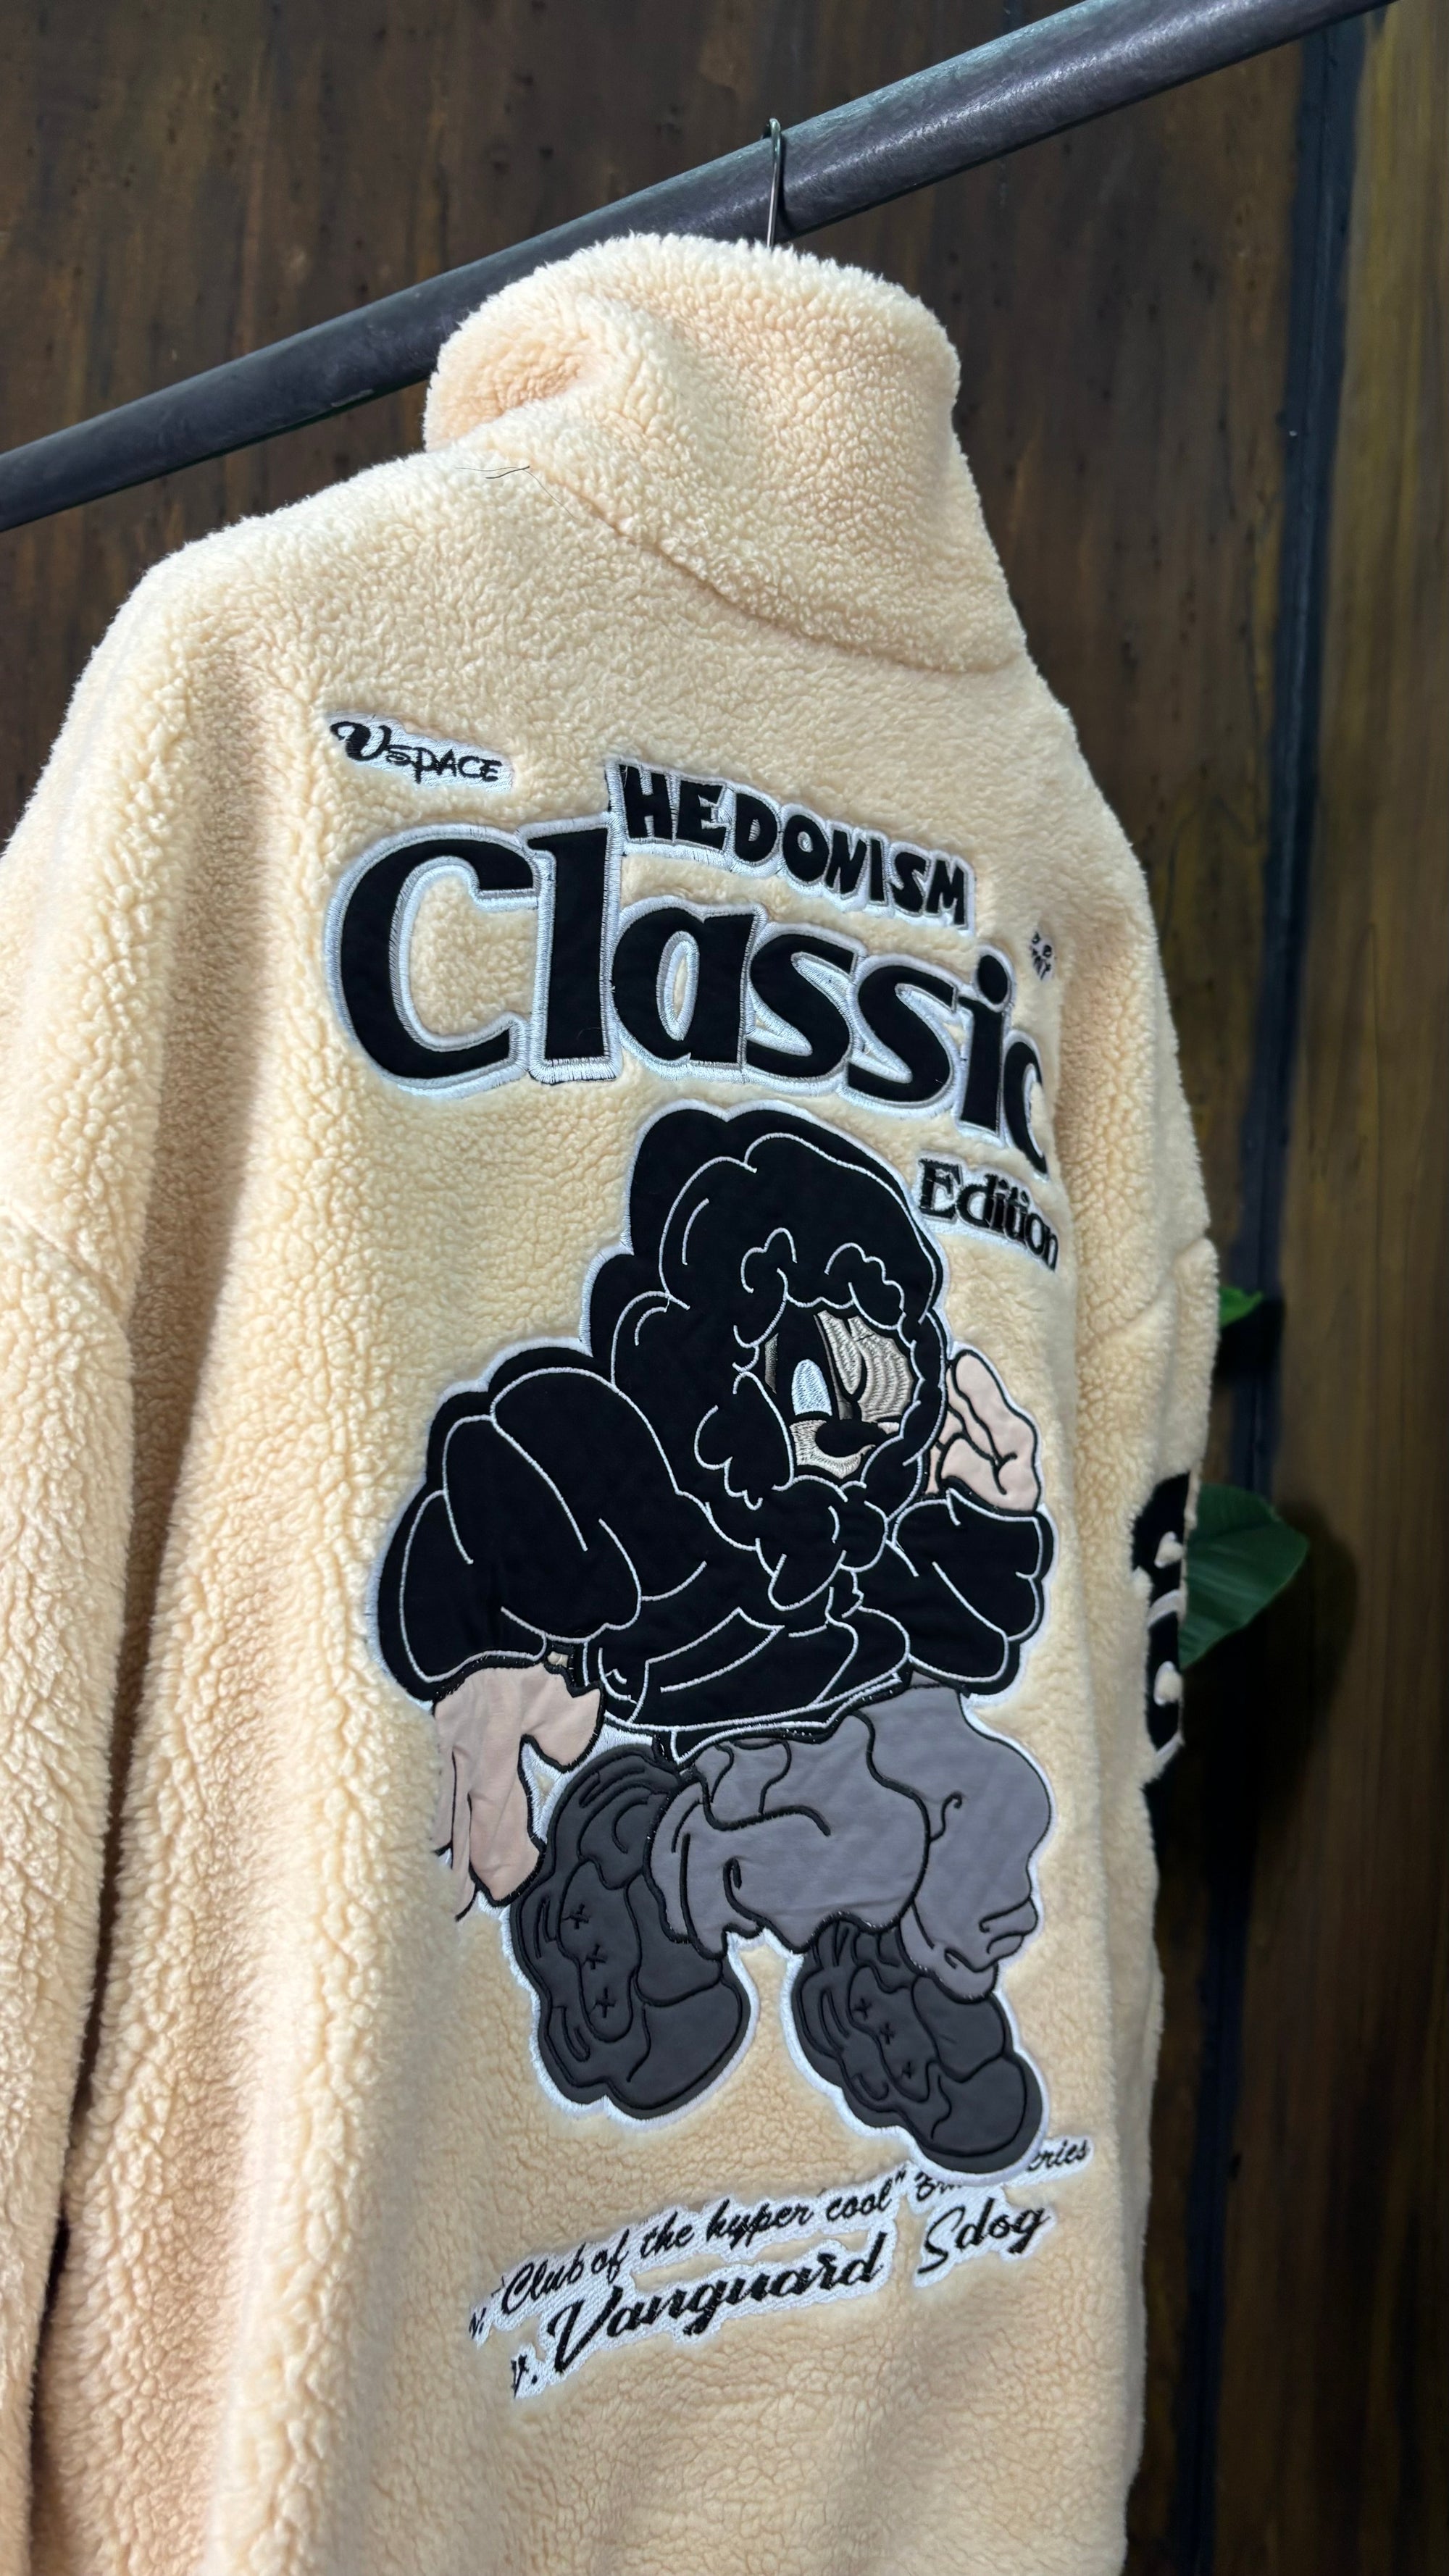 Vspace
HEDONISM
Classic
Edition
Club of the hyper cool"
Vanguard Sdog